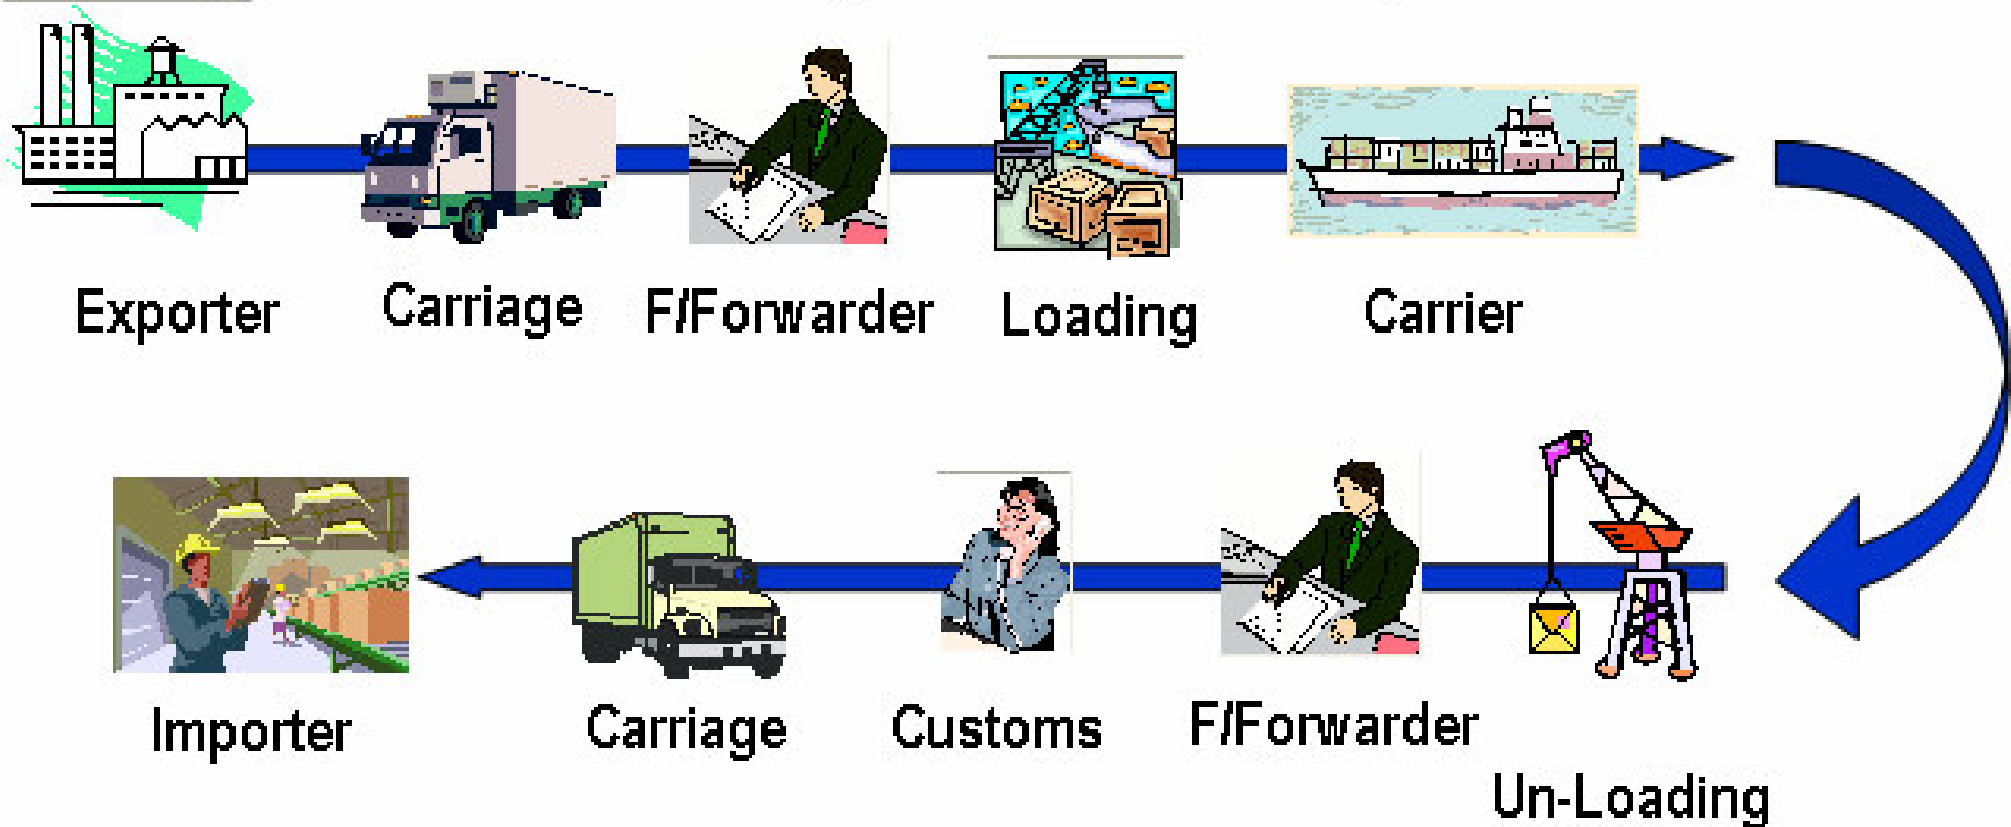 Exporter
Carriage
F/Forwarder
Loading
Carrier
Importer
Carriage
Customs
F/Forwarder
Un-Loading